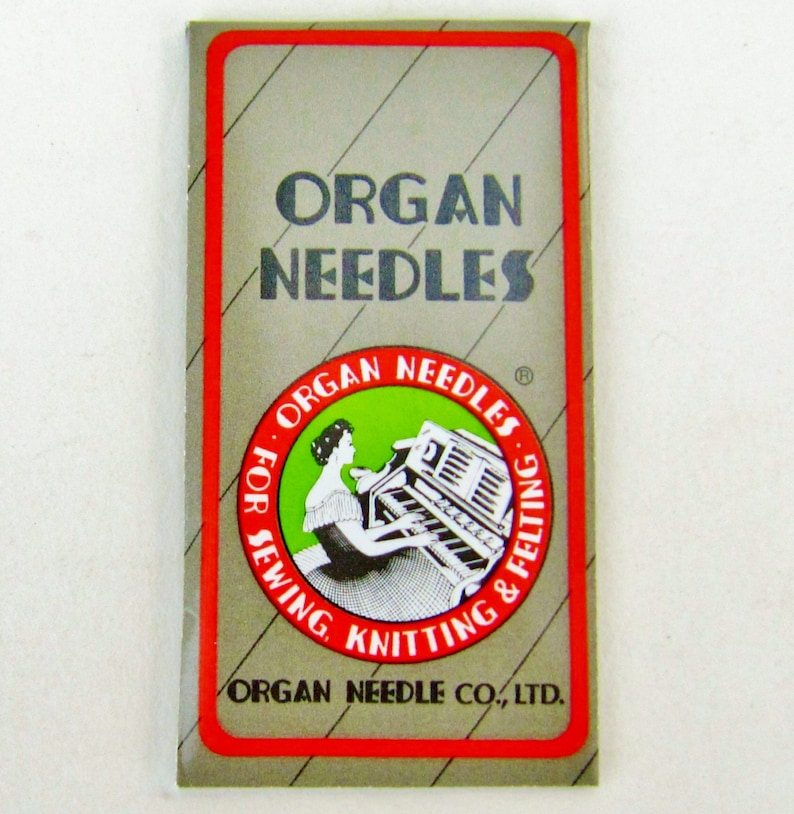 ORGAN
NEEDLES
®
· ORGAN NEEDLES ·
FOR SEWING, KNITTING & FELTING
ORGAN NEEDLE CO., LTD.